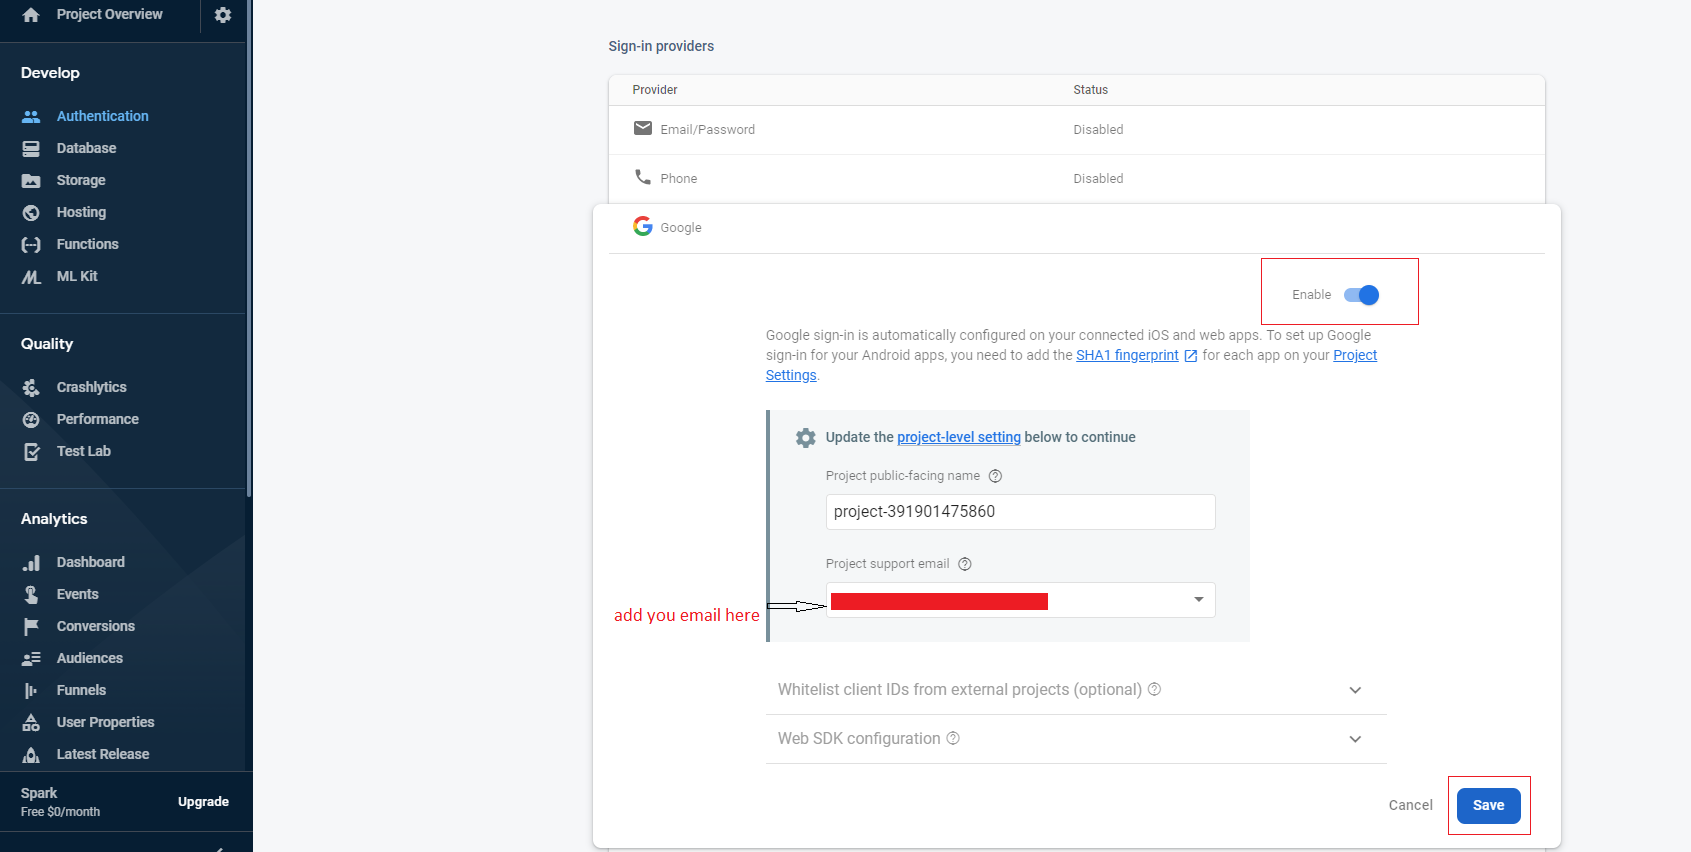 Project Overview
Develop
Authentication
Database
Storage
Hosting
Functions
ML Kit
Quality
Crashlytics
Performance
Test Lab
Analytics
Dashboard
Events
Conversions
Audiences
Funnels
User Properties
Latest Release
Spark
Free $0/month
Upgrade
Sign-in providers
Provider Status
Email/Password Disabled
Phone Disabled
Google
Enable
Google sign-in is automatically configured on your connected iOS and web apps. To set up Google
sign-in for your Android apps, you need to add the SHA1 fingerprint for each app on your Project
Settings.
Update the project-level setting below to continue
Project public-facing name
project-391901475860
Project support email
add you email here
Whitelist client IDs from external projects (optional)
Web SDK configuration
Cancel Save